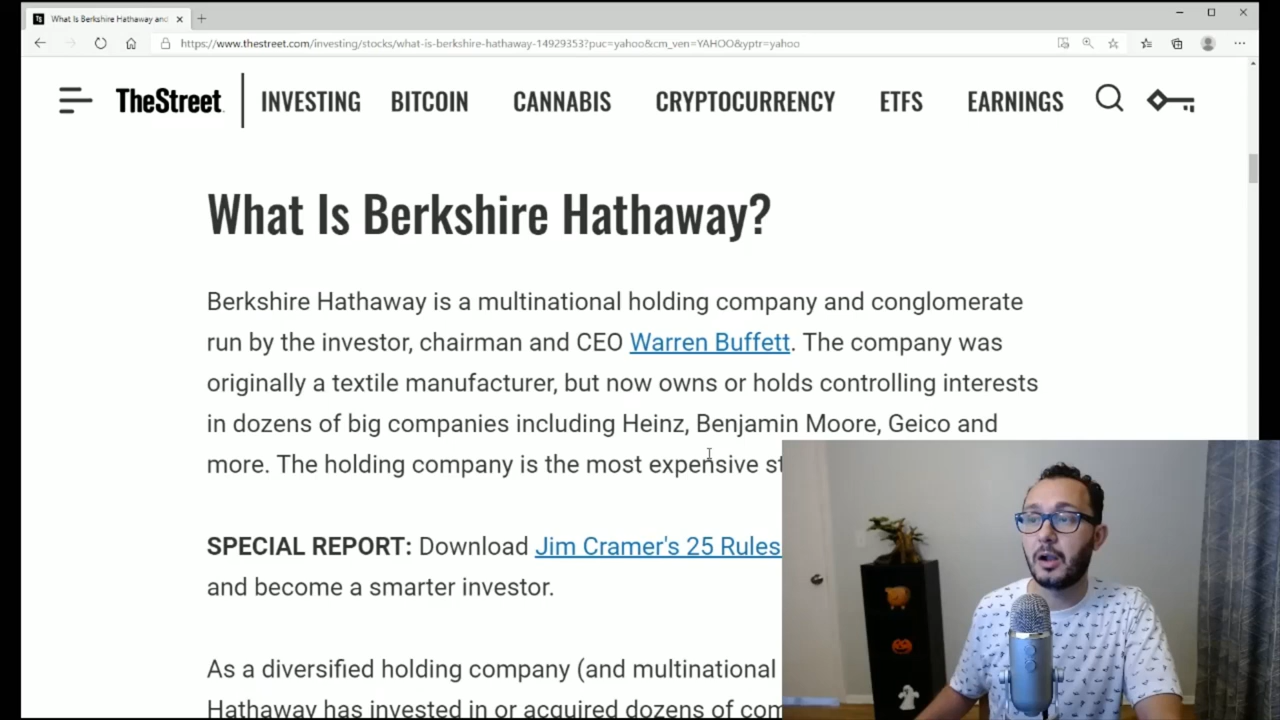 What Is Berkshire Hathaway and
https://www.thestreet.com/investing/stocks/what-is-berkshire-hathaway-14929353?puc=yahoo&cm_ven=YAHOO&yptr=yahoo
TheStreet INVESTING BITCOIN CANNABIS CRYPTOCURRENCY ETFS EARNINGS
What Is Berkshire Hathaway?
Berkshire Hathaway is a multinational holding company and conglomerate
run by the investor, chairman and CEO Warren Buffett. The company was
originally a textile manufacturer, but now owns or holds controlling interests
in dozens of big companies including Heinz, Benjamin Moore, Geico and
more. The holding company is the most expensive st
SPECIAL REPORT: Download Jim Cramer's 25 Rules
and become a smarter investor.
As a diversified holding company (and multinational
Hathaway has invested in or acquired dozens of com